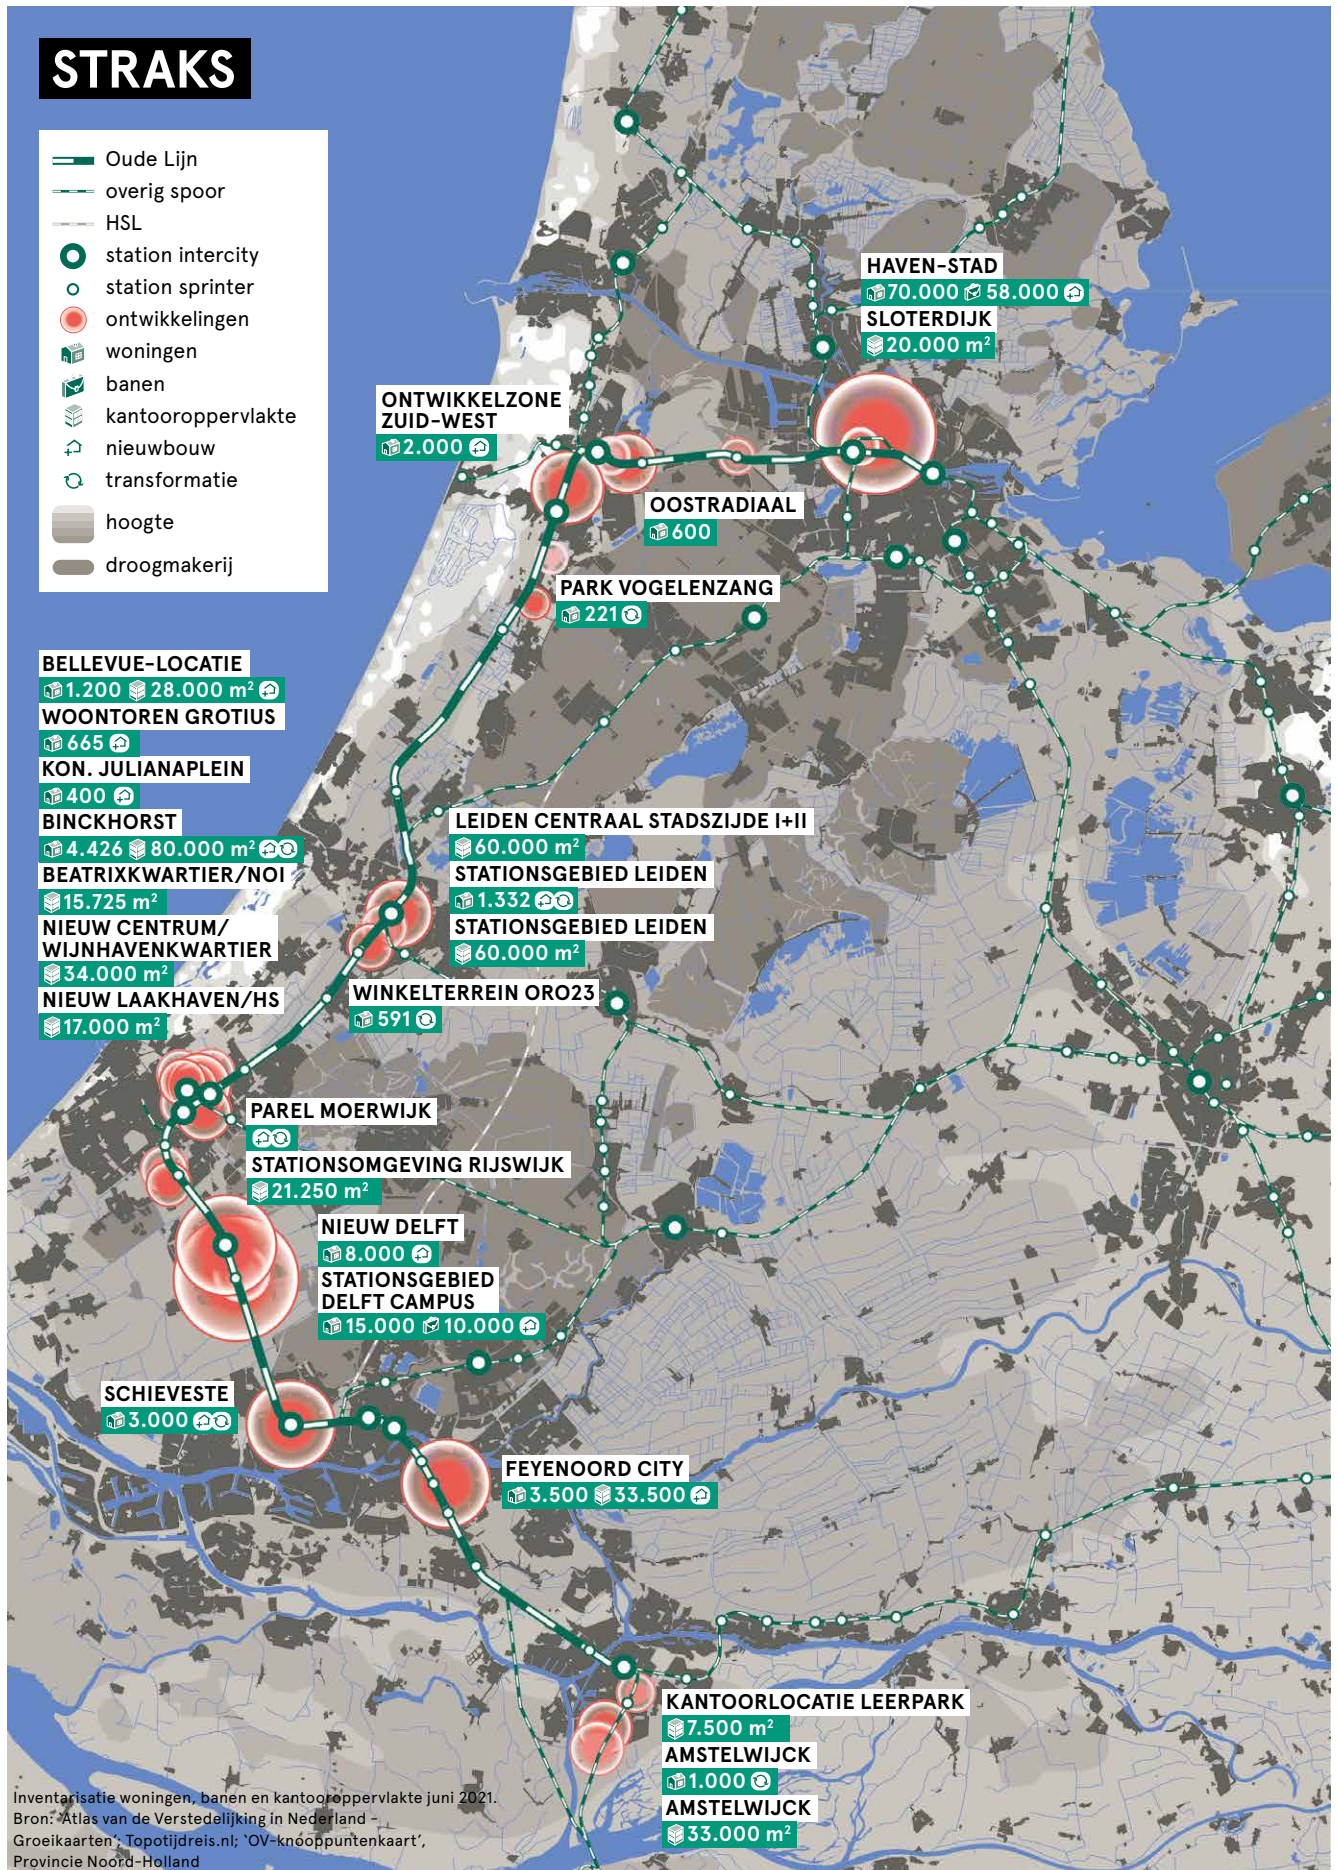 STRAKS
Oude Lijn
overig spoor
HSL
station intercity
station sprinter
ontwikkelingen
woningen
banen
kantooroppervlakte
nieuwbouw
transformatie
hoogte
droogmakerij
HAVEN-STAD
70.000 58.000
SLOTERDIJK
20.000 m²
ONTWIKKELZONE
ZUID-WEST
2.000
OOSTRADIAAL
600
PARK VOGELENZANG
221
BELLEVUE-LOCATIE
1.200 28.000 m²
WOONTOREN GROTIUS
665
KON. JULIANAPLEIN
400
BINCKHORST
4.426 80.000 m²
BEATRIXKWARTIER/NOI
15.725 m²
NIEUW CENTRUM/
WIJNHAVENKWARTIER
34.000 m²
NIEUW LAAKHAVEN/HS
17.000 m²
LEIDEN CENTRAAL STADSZIJDE I+II
60.000 m²
STATIONSGEBIED LEIDEN
1.332
STATIONSGEBIED LEIDEN
60.000 m²
WINKELTERREIN ORO23
591
PAREL MOERWIJK
STATIONSOMGEVING RIJSWIJK
21.250 m²
NIEUW DELFT
8.000
STATIONSGEBIED
DELFT CAMPUS
15.000 10.000
SCHIEVESTE
3.000
FEYENOORD CITY
3.500 33.500
KANTOORLOCATIE LEERPARK
7.500 m²
AMSTELWIJCK
1.000
AMSTELWIJCK
33.000 m²
Inventarisatie woningen, banen en kantooroppervlakte juni 2021.
Bron: 'Atlas van de Verstedelijking in Nederland –
Groeikaarten'; Topotijdreis.nl; 'OV-knooppuntenkaart',
Provincie Noord-Holland